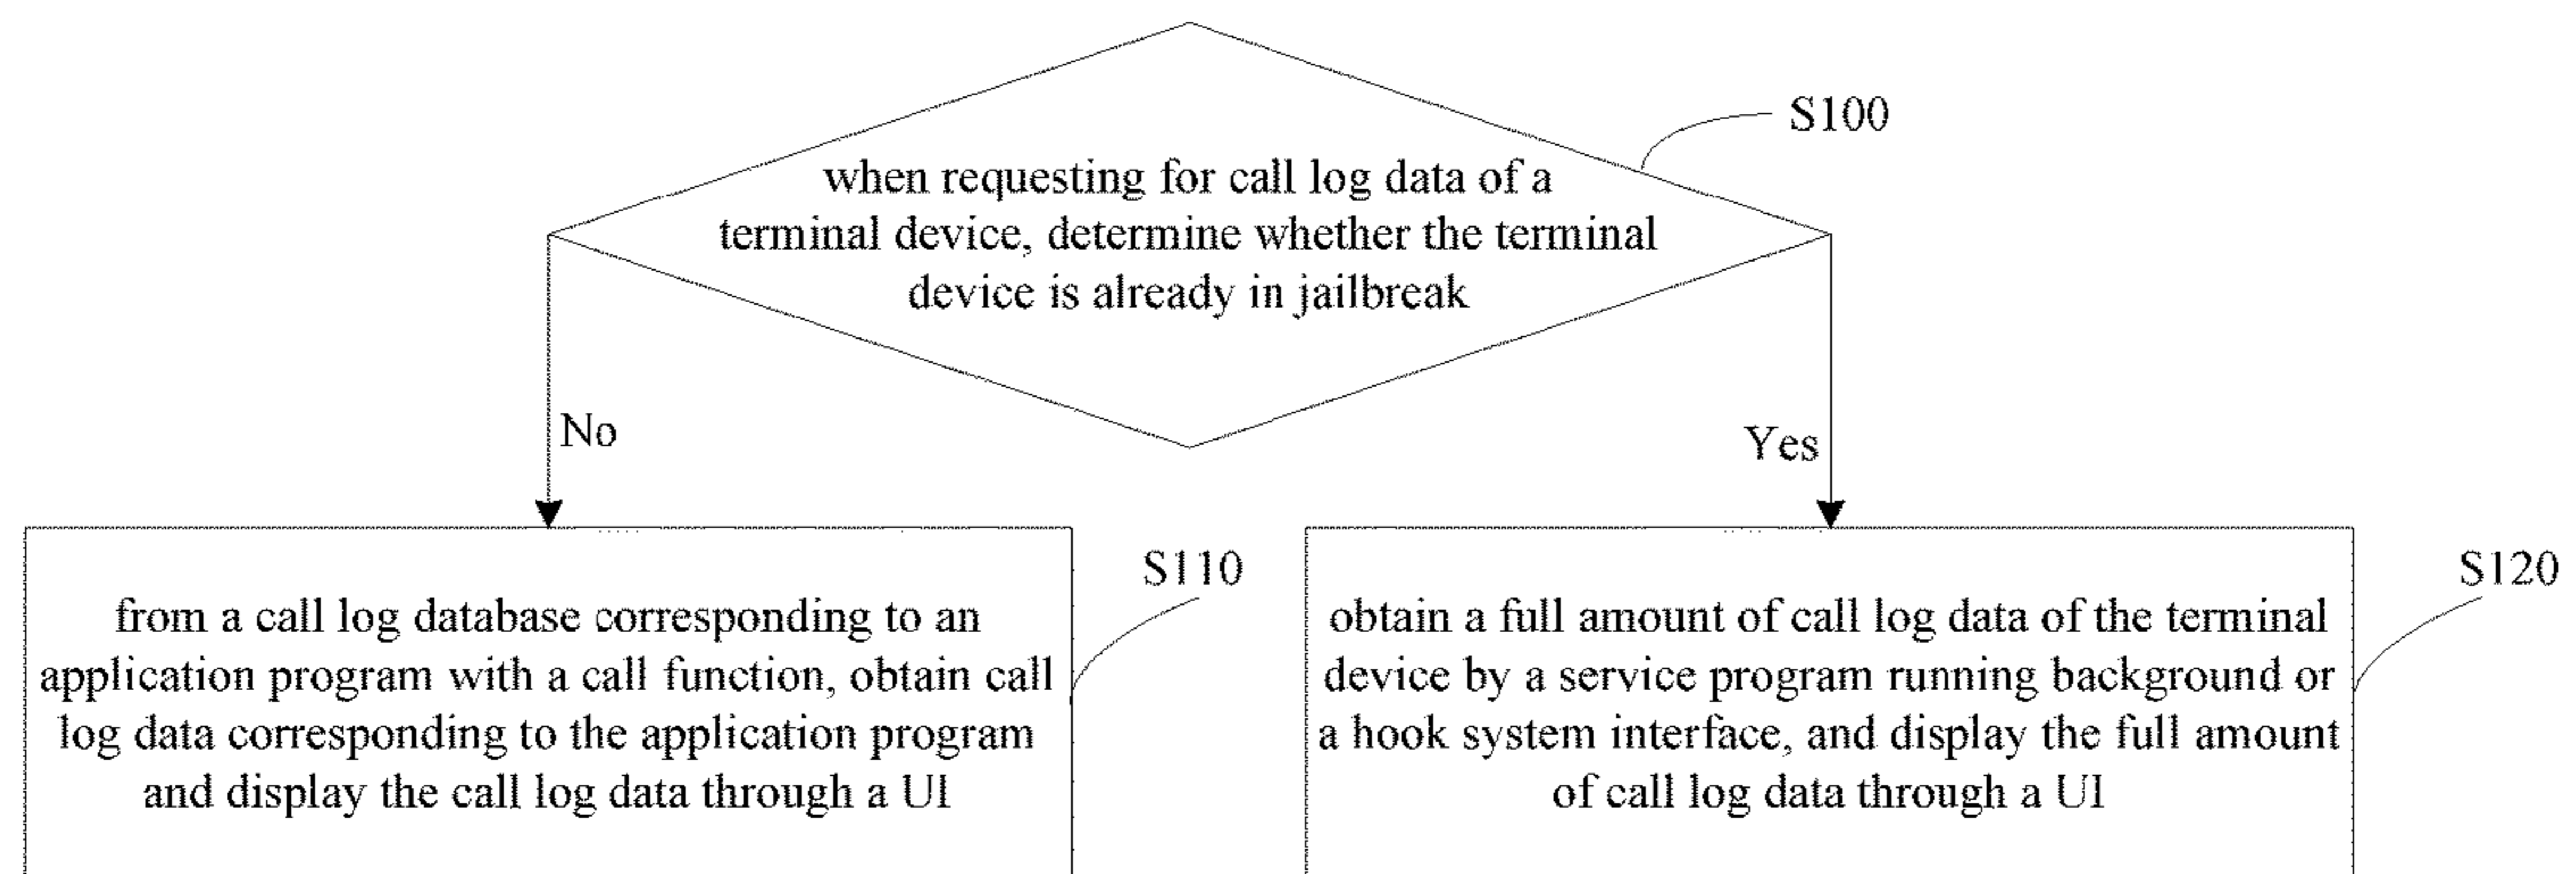 S100
when requesting for call log data of a
terminal device, determine whether the terminal
device is already in jailbreak
No
Yes
S110
from a call log database corresponding to an
application program with a call function, obtain call
log data corresponding to the application program
and display the call log data through a UI
S120
obtain a full amount of call log data of the terminal
device by a service program running background or
a hook system interface, and display the full amount
of call log data through a UI